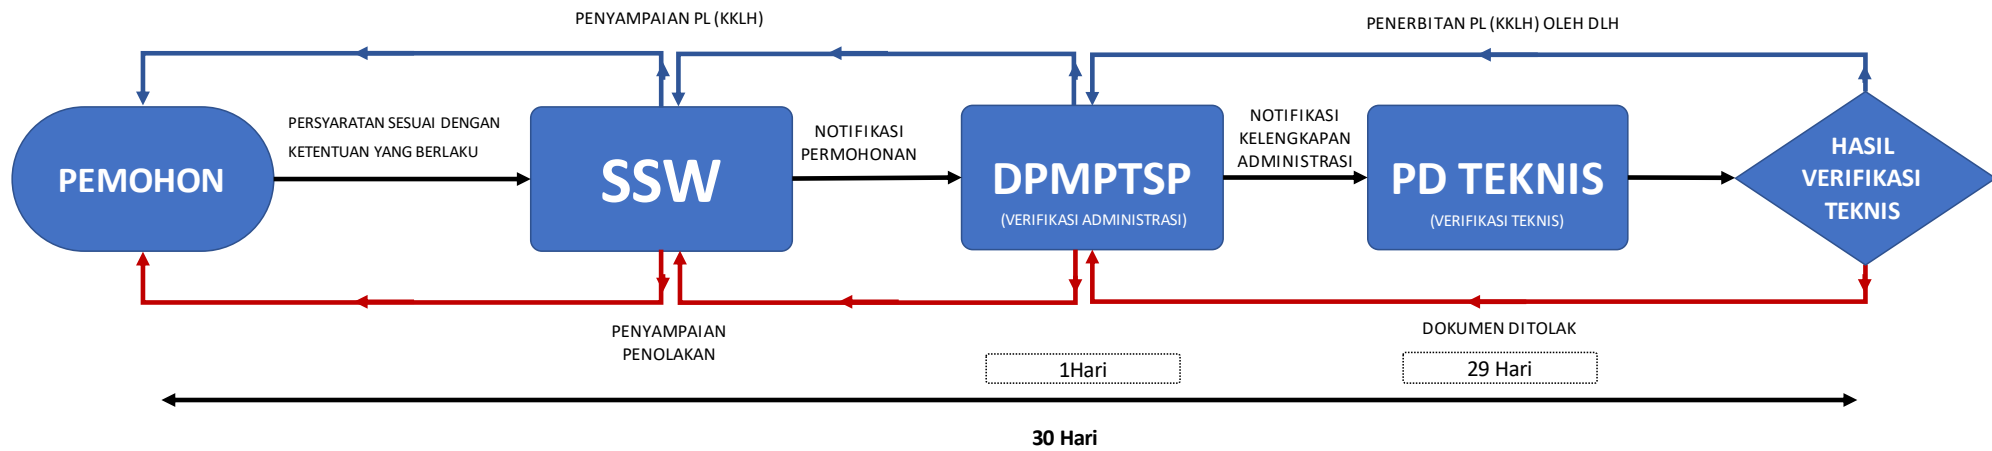 PENYAMPAIAN PL (KKLH)
PENERBITAN PL (KKLH) OLEH DLH
PEMOHON
PERSYARATAN SESUAI DENGAN
KETENTUAN YANG BERLAKU
SSW
NOTIFIKASI
PERMOHONAN
DPMPTSP
(VERIFIKASI ADMINISTRASI)
NOTIFIKASI
KELENGKAPAN
ADMINISTRASI
PD TEKNIS
(VERIFIKASI TEKNIS)
HASIL
VERIFIKASI
TEKNIS
PENYAMPAIAN
PENOLAKAN
DOKUMEN DITOLAK
1Hari
29 Hari
30 Hari